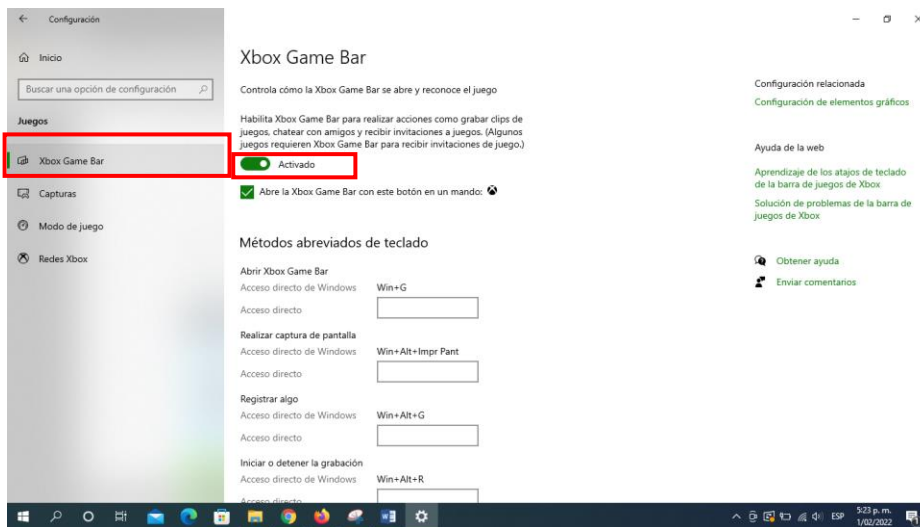 Configuración
Inicio
Buscar una opción de configuración
Juegos
Xbox Game Bar
Capturas
Modo de juego
Redes Xbox
Xbox Game Bar
Controla cómo la Xbox Game Bar se abre y reconoce el juego
Habilita Xbox Game Bar para realizar acciones como grabar clips de
juegos, chatear con amigos y recibir invitaciones a juegos. (Algunos
juegos requieren Xbox Game Bar para recibir invitaciones de juego.)
Activado
Abre la Xbox Game Bar con este botón en un mando:
Métodos abreviados de teclado
Abrir Xbox Game Bar
Acceso directo de Windows Win+G
Acceso directo
Realizar captura de pantalla
Acceso directo de Windows Win+Alt+Impr Pant
Acceso directo
Registrar algo
Acceso directo de Windows Win+Alt+G
Acceso directo
Iniciar o detener la grabación
Acceso directo de Windows Win+Alt+R
Acceso directo
Configuración relacionada
Configuración de elementos gráficos
Ayuda de la web
Aprendizaje de los atajos de teclado
de la barra de juegos de Xbox
Solución de problemas de la barra de
juegos de Xbox
Obtener ayuda
Enviar comentarios
ESP
5:23 p. m.
1/02/2022